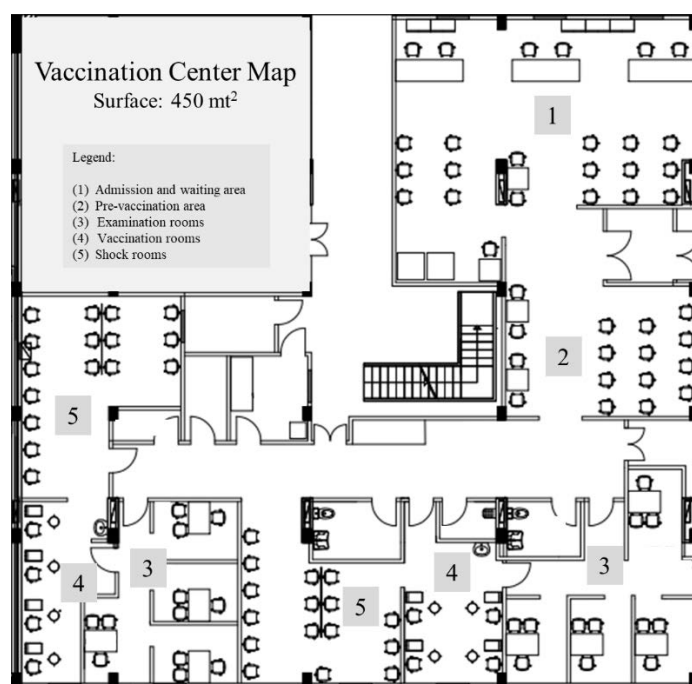 Vaccination Center Map
Surface: 450 mt²
Legend:
(1) Admission and waiting area
(2) Pre-vaccination area
(3) Examination rooms
(4) Vaccination rooms
(5) Shock rooms
1
2
5
4
3
5
4
3